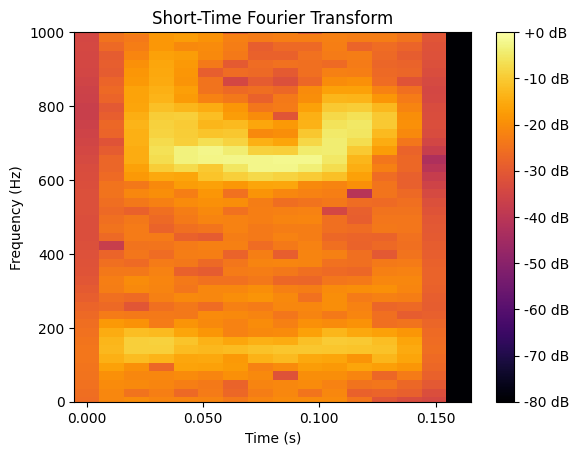 Short-Time Fourier Transform
1000
800
600
400
200
0
Frequency (Hz)
0.000
0.050
0.100
0.150
Time (s)
+0 dB
-10 dB
-20 dB
-30 dB
-40 dB
-50 dB
-60 dB
-70 dB
-80 dB